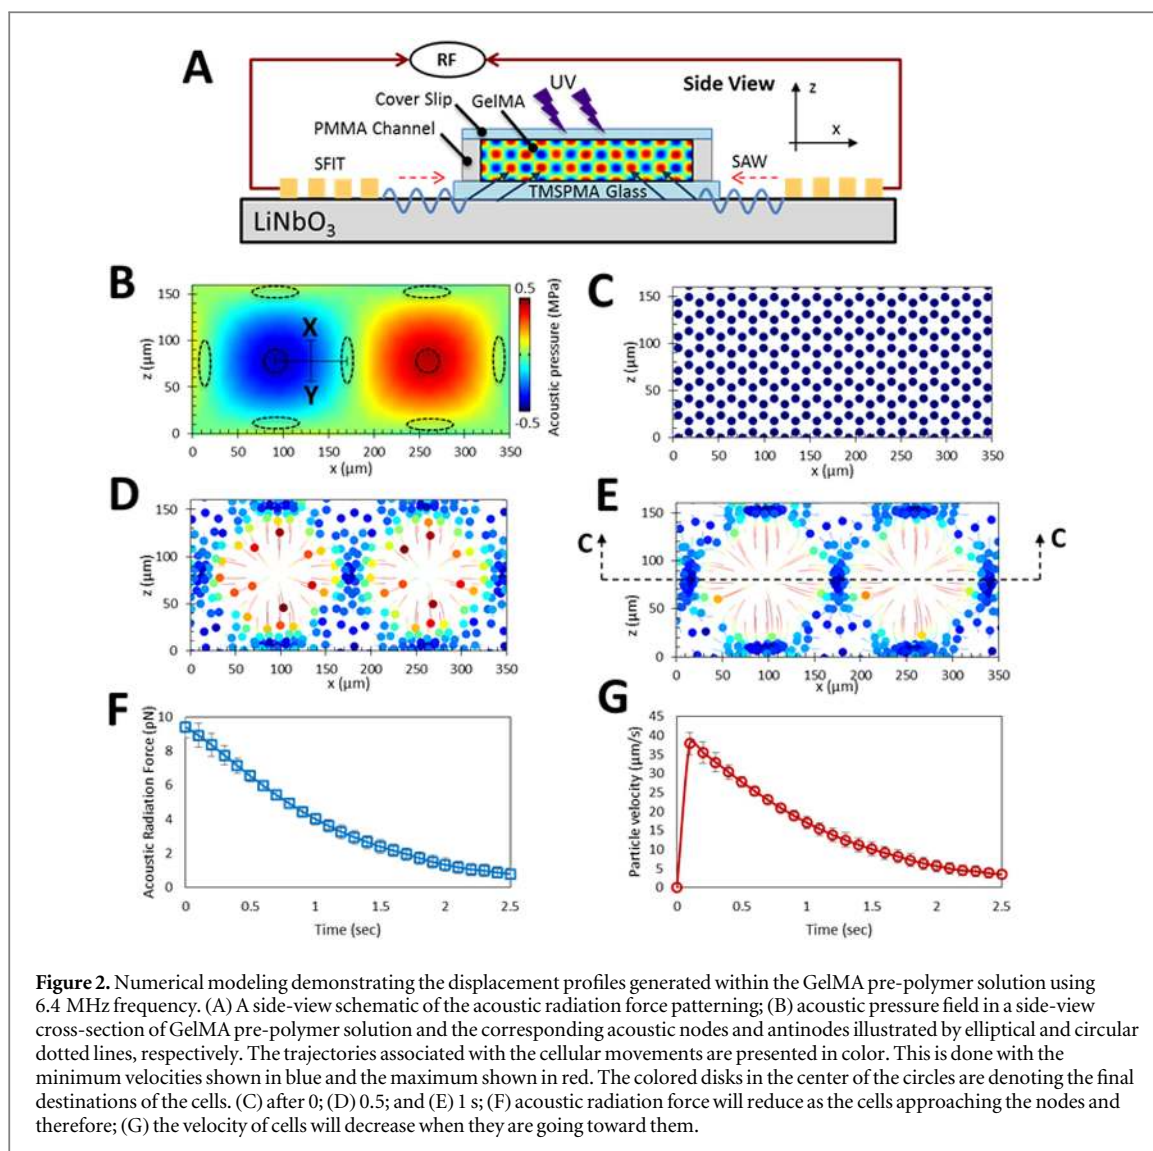 A
RF
UV
Side View
z
x
Cover Slip
GelMA
PMMA Channel
SFIT
SAW
TMSPMA Glass
LiNbO3
B
X
Y
z (µm)
150
100
50
0
0 50 100 150 200 250 300 350
x (µm)
0.5
-0.5
Acoustic pressure (MPa)
C
z (µm)
150
100
50
0
0 50 100 150 200 250 300 350
x (µm)
D
z (µm)
150
100
50
0
0 50 100 150 200 250 300 350
x (µm)
E
C C
z (µm)
150
100
50
0
0 50 100 150 200 250 300 350
x (µm)
F
Acoustic Radiation Force (pN)
10
8
6
4
2
0
0 0.5 1 1.5 2 2.5
Time (sec)
G
Particle velocity (µm/s)
45
40
35
30
25
20
15
10
5
0
0 0.5 1 1.5 2 2.5
Time (sec)
Figure 2. Numerical modeling demonstrating the displacement profiles generated within the GelMA pre-polymer solution using
6.4 MHz frequency. (A) A side-view schematic of the acoustic radiation force patterning; (B) acoustic pressure field in a side-view
cross-section of GelMA pre-polymer solution and the corresponding acoustic nodes and antinodes illustrated by elliptical and circular
dotted lines, respectively. The trajectories associated with the cellular movements are presented in color. This is done with the
minimum velocities shown in blue and the maximum shown in red. The colored disks in the center of the circles are denoting the final
destinations of the cells. (C) after 0; (D) 0.5; and (E) 1 s; (F) acoustic radiation force will reduce as the cells approaching the nodes and
therefore; (G) the velocity of cells will decrease when they are going toward them.